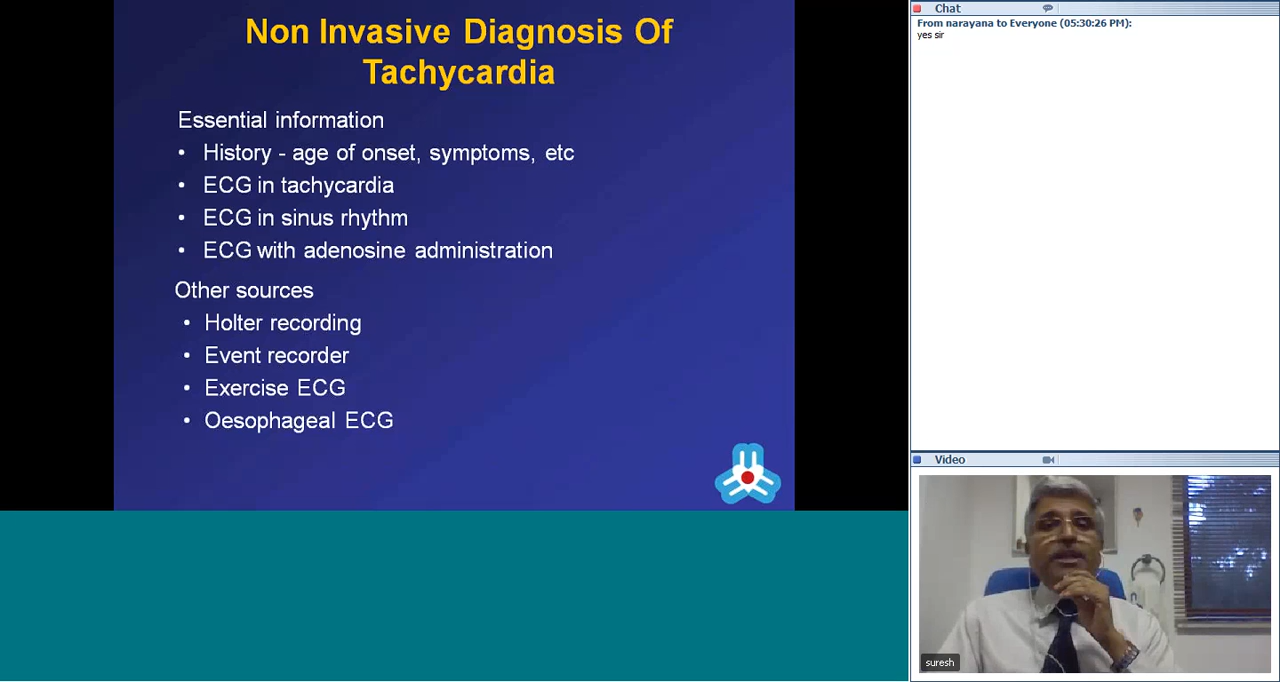 Non Invasive Diagnosis Of
Tachycardia
Essential information
• History - age of onset, symptoms, etc
• ECG in tachycardia
• ECG in sinus rhythm
• ECG with adenosine administration
Other sources
• Holter recording
• Event recorder
• Exercise ECG
• Oesophageal ECG
Chat
From narayana to Everyone (05:30:26 PM):
yes sir
Video
suresh